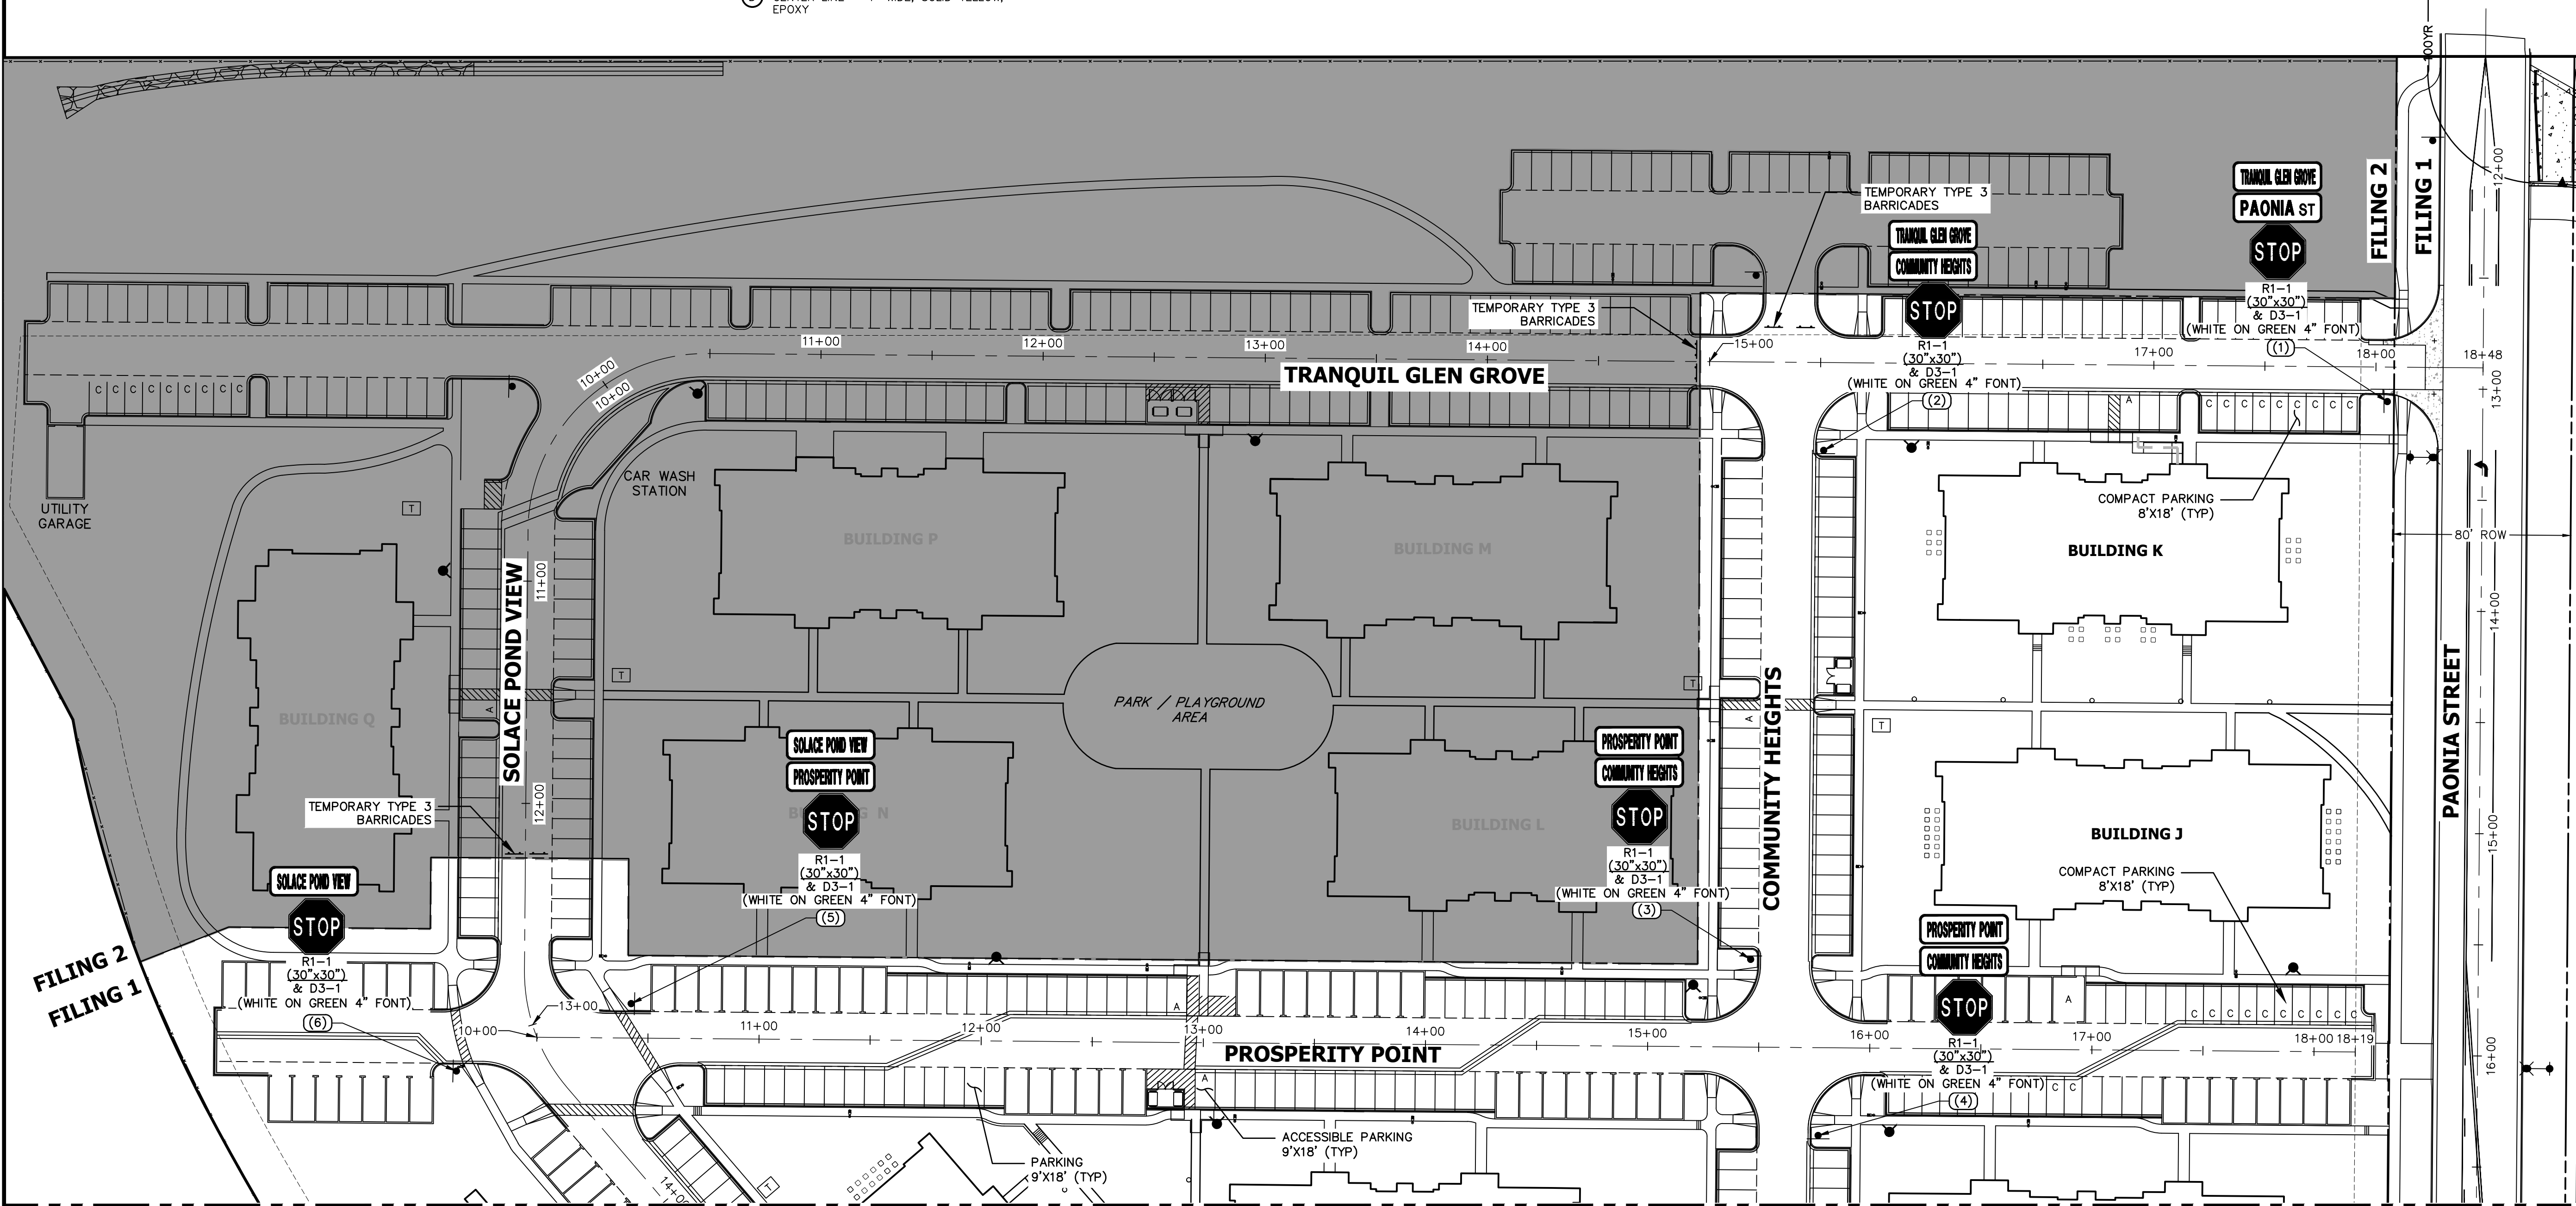 EPOXY
100YR
FILING 2
FILING 1
12+00
TRANQUIL GLEN GROVE
PAONIA ST
STOP
R1-1
(30"x30")
& D3-1
(WHITE ON GREEN 4" FONT)
(1)
TEMPORARY TYPE 3
BARRICADES
TRANQUIL GLEN GROVE
COMMUNITY HEIGHTS
STOP
R1-1
(30"x30")
& D3-1
(WHITE ON GREEN 4" FONT)
(2)
TEMPORARY TYPE 3
BARRICADES
10+00
10+00
11+00
12+00
13+00
14+00
15+00
17+00
18+00
18+48
13+00
TRANQUIL GLEN GROVE
C C C C C C C C C
A
C C C C C C C C C
UTILITY
GARAGE
T
CAR WASH
STATION
BUILDING P
BUILDING M
BUILDING K
COMPACT PARKING
8'X18' (TYP)
80' ROW
SOLACE POND VIEW
11+00
12+00
A
T
BUILDING Q
PARK / PLAYGROUND
AREA
T
A
COMMUNITY HEIGHTS
T
14+00
PAONIA STREET
15+00
16+00
TEMPORARY TYPE 3
BARRICADES
SOLACE POND VIEW
PROSPERITY POINT
STOP
R1-1
(30"x30")
& D3-1
(WHITE ON GREEN 4" FONT)
(5)
PROSPERITY POINT
COMMUNITY HEIGHTS
STOP
R1-1
(30"x30")
& D3-1
(WHITE ON GREEN 4" FONT)
(3)
BUILDING L
BUILDING J
COMPACT PARKING
8'X18' (TYP)
SOLACE POND VIEW
STOP
R1-1
(30"x30")
& D3-1
(WHITE ON GREEN 4" FONT)
(6)
FILING 2
FILING 1
PROSPERITY POINT
COMMUNITY HEIGHTS
STOP
R1-1
(30"x30")
& D3-1
(WHITE ON GREEN 4" FONT)
(4)
A
A
C C C C C C C C C C
13+00
10+00
11+00
12+00
13+00
14+00
15+00
16+00
17+00
18+00
18+19
PROSPERITY POINT
A
C C
PARKING
9'X18' (TYP)
ACCESSIBLE PARKING
9'X18' (TYP)
T
14+00